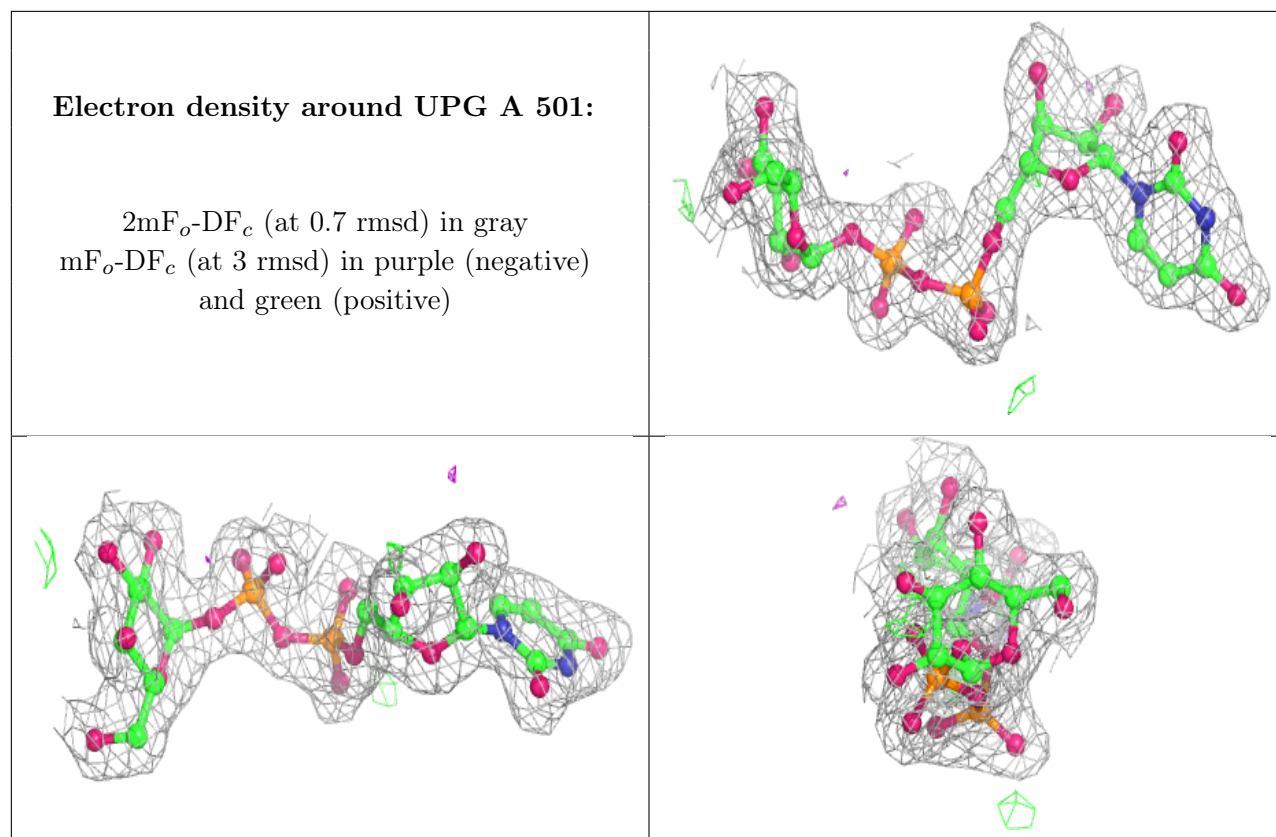 Electron density around UPG A 501:
2mFₒ-DF𝒸 (at 0.7 rmsd) in gray
mFₒ-DF𝒸 (at 3 rmsd) in purple (negative)
and green (positive)